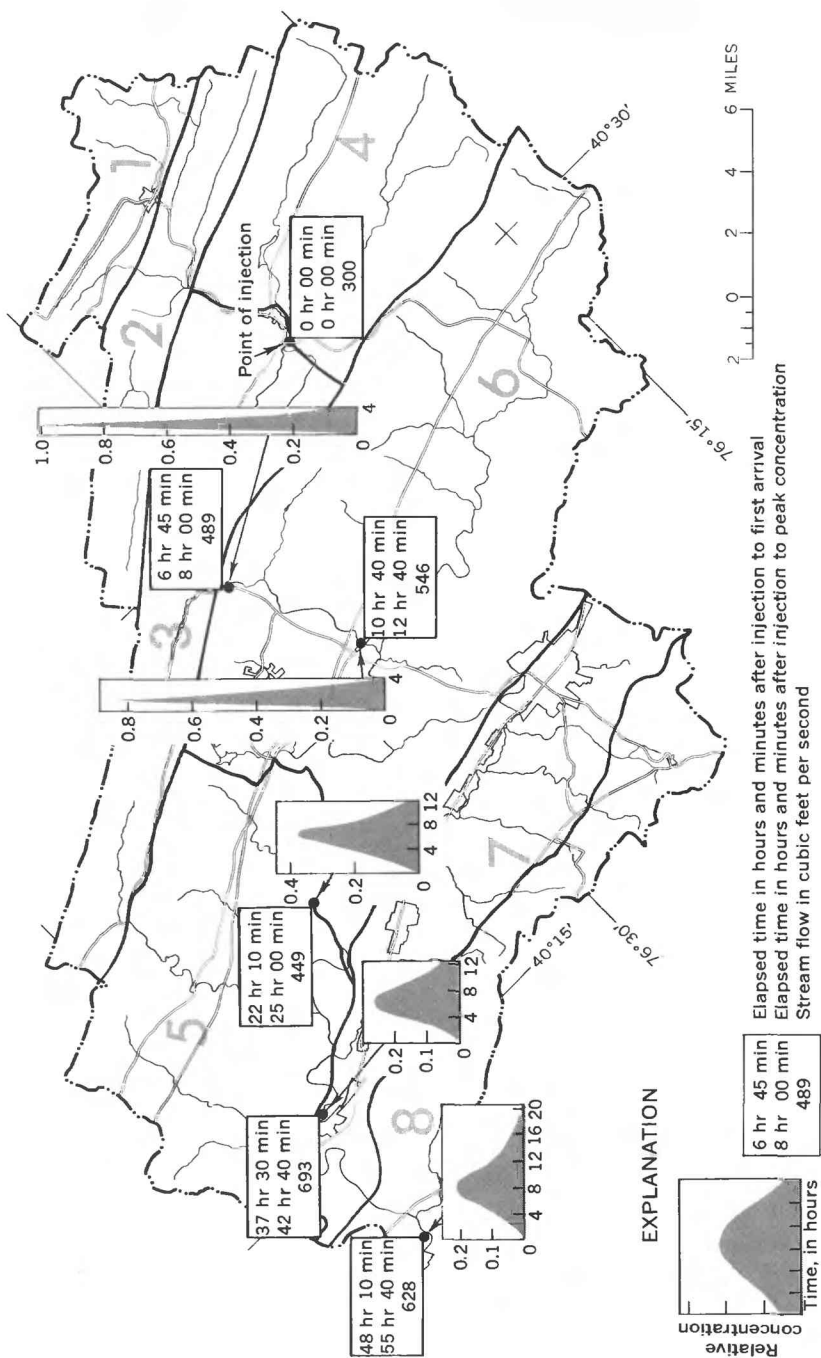 1
2
3
4
5
6
7
8
Point of injection
0 hr 00 min
0 hr 00 min
300
6 hr 45 min
8 hr 00 min
489
10 hr 40 min
12 hr 40 min
546
22 hr 10 min
25 hr 00 min
449
37 hr 30 min
42 hr 40 min
693
48 hr 10 min
55 hr 40 min
628
1.0
0.8
0.6
0.4
0.2
0
4
0.8
0.6
0.4
0.2
0
4
0.4
0.2
0
4 8 12
0.2
0.1
0
4 8 12
0.2
0.1
0
4 8 12 16 20
40°30′
76°15′
40°15′
76°30′
2 0 2 4 6 MILES
EXPLANATION
Relative
concentration
Time, in hours
6 hr 45 min
8 hr 00 min
489
Elapsed time in hours and minutes after injection to first arrival
Elapsed time in hours and minutes after injection to peak concentration
Stream flow in cubic feet per second